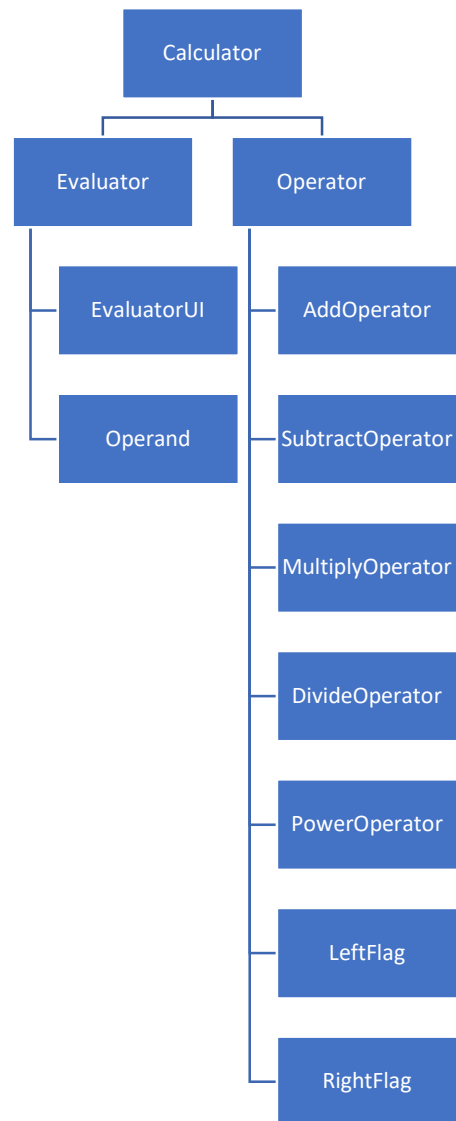 Calculator
Evaluator
Operator
EvaluatorUI
AddOperator
Operand
SubtractOperator
MultiplyOperator
DivideOperator
PowerOperator
LeftFlag
RightFlag